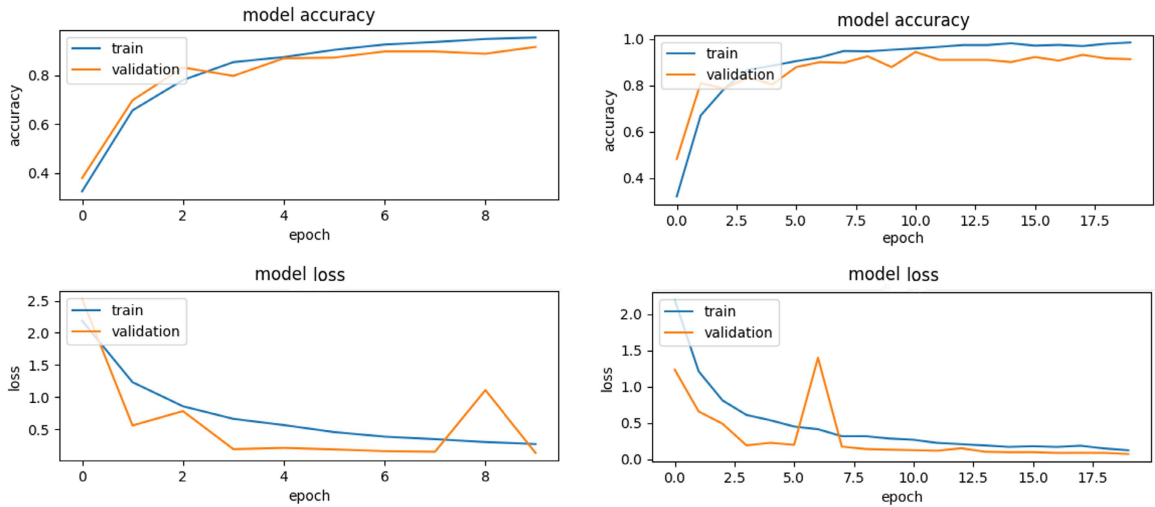 model accuracy
train
validation
0.8
0.6
0.4
accuracy
0
2
4
6
8
epoch
model accuracy
train
validation
1.0
0.8
0.6
0.4
accuracy
0.0
2.5
5.0
7.5
10.0
12.5
15.0
17.5
epoch
model loss
train
validation
2.5
2.0
1.5
1.0
0.5
loss
0
2
4
6
8
epoch
model loss
train
validation
2.0
1.5
1.0
0.5
0.0
loss
0.0
2.5
5.0
7.5
10.0
12.5
15.0
17.5
epoch